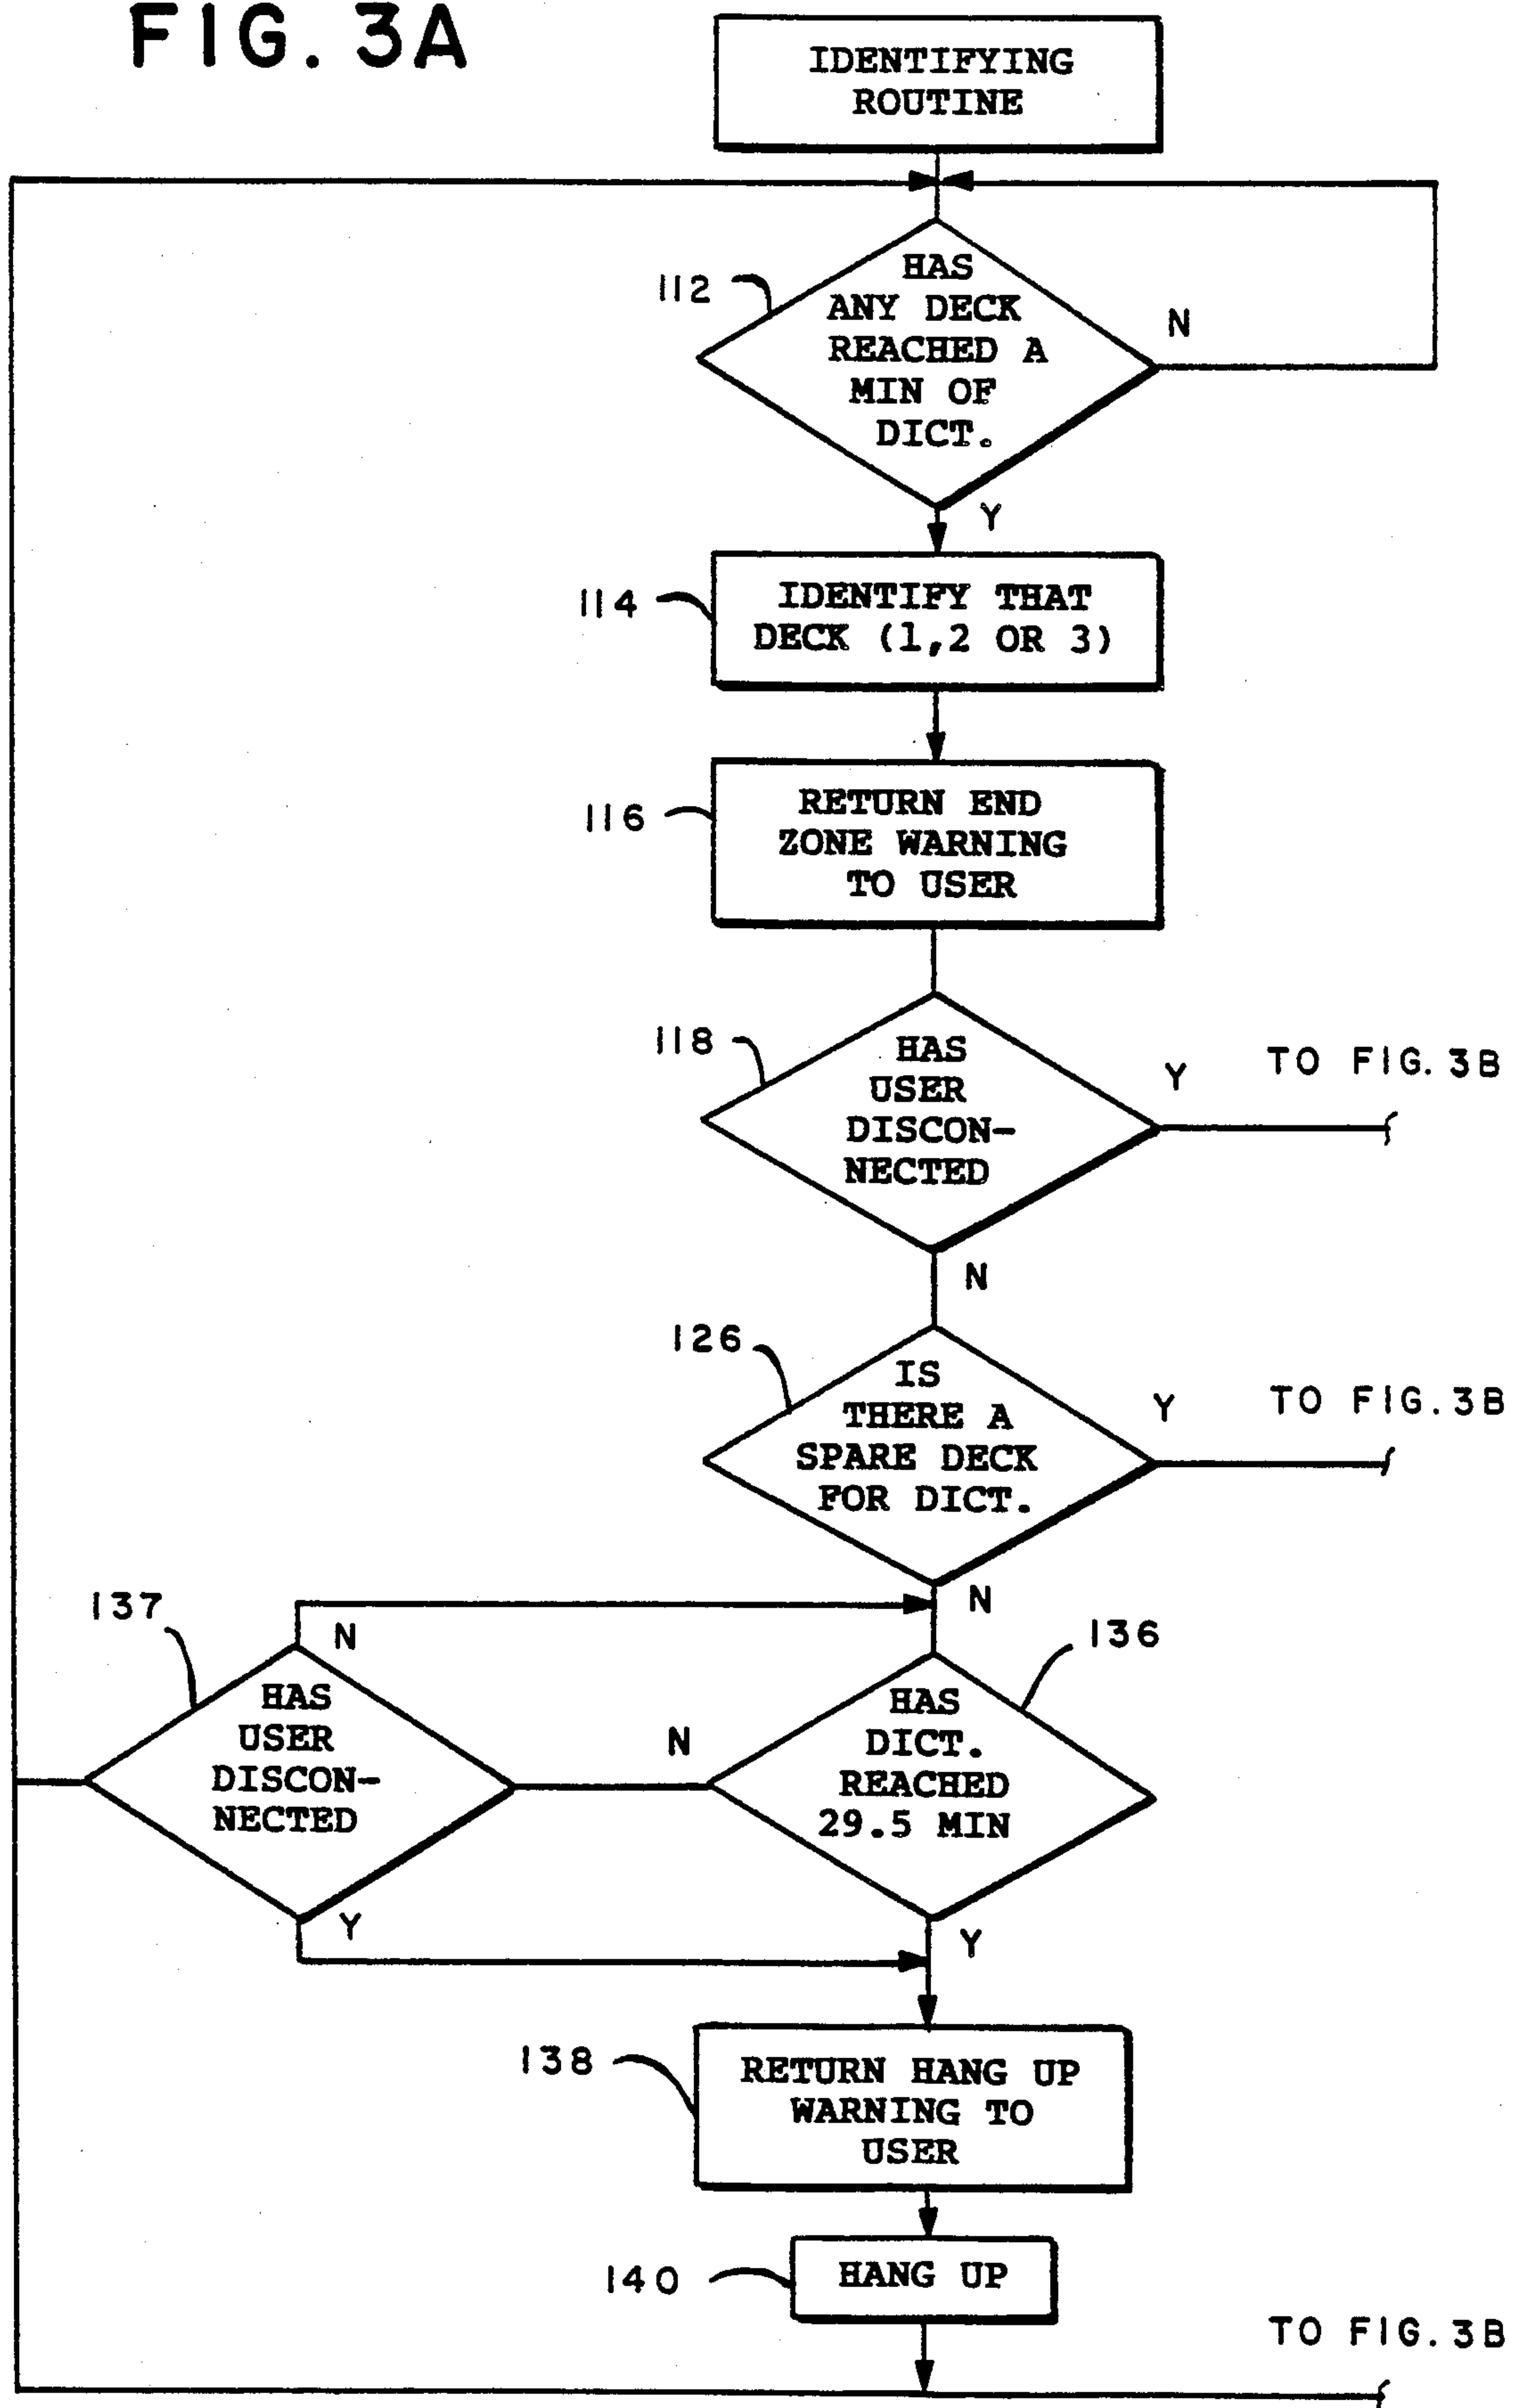 FIG. 3A
IDENTIFYING
ROUTINE
112
HAS
ANY DECK
REACHED A
MIN OF
DICT.
N
Y
114
IDENTIFY THAT
DECK (1,2 OR 3)
116
RETURN END
ZONE WARNING
TO USER
118
HAS
USER
DISCON-
NECTED
Y
TO FIG. 3B
N
126
IS
THERE A
SPARE DECK
FOR DICT.
Y
TO FIG. 3B
N
137
N
HAS
USER
DISCON-
NECTED
Y
N
136
HAS
DICT.
REACHED
29.5 MIN
Y
138
RETURN HANG UP
WARNING TO
USER
140
HANG UP
TO FIG. 3B